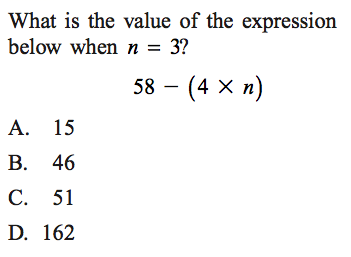 What is the value of the expression
below when n = 3?
58 − (4 × n)
A. 15
B. 46
C. 51
D. 162